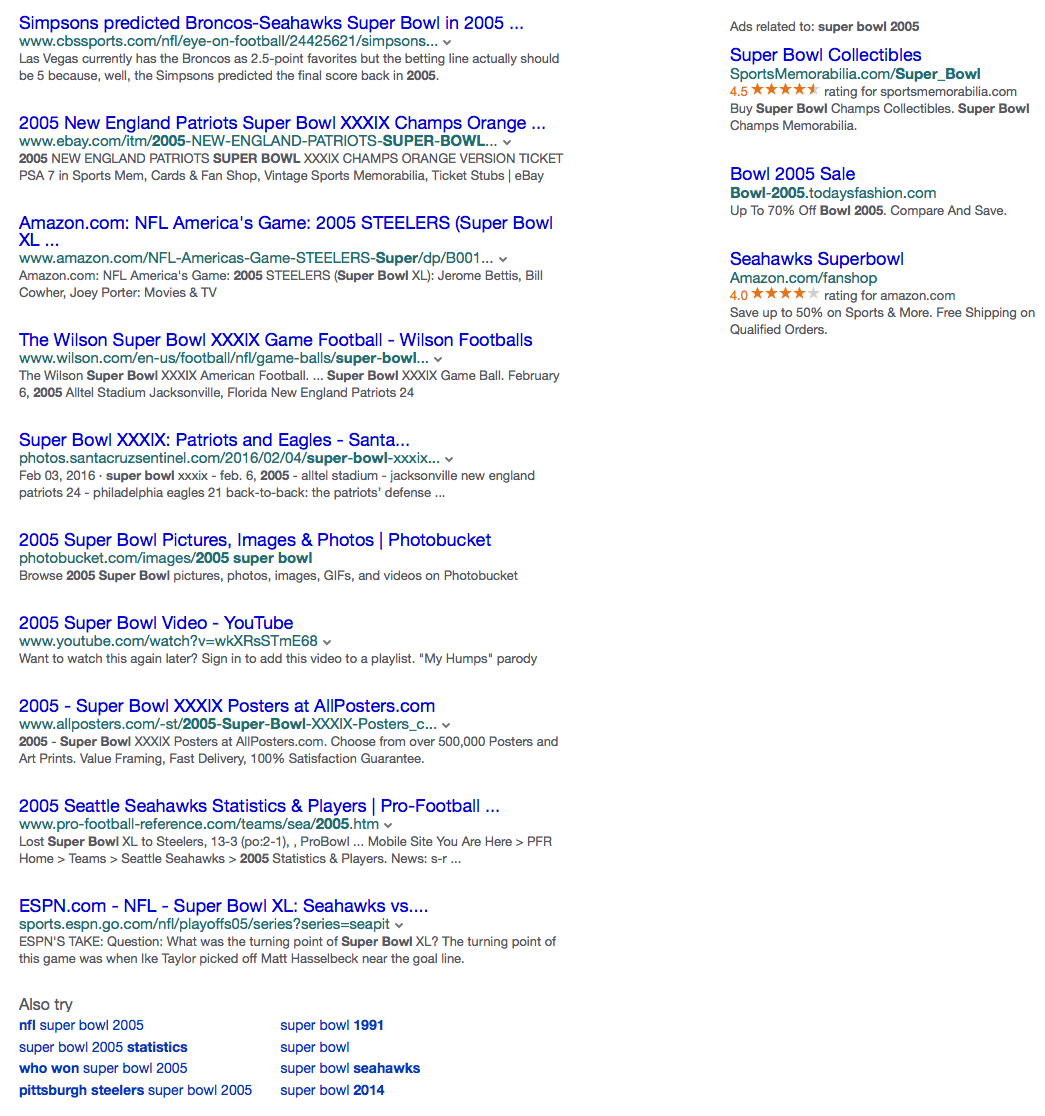 Simpsons predicted Broncos-Seahawks Super Bowl in 2005 ...
www.cbssports.com/nfl/eye-on-football/24425621/simpsons...
Las Vegas currently has the Broncos as 2.5-point favorites but the betting line actually should
be 5 because, well, the Simpsons predicted the final score back in 2005.
2005 New England Patriots Super Bowl XXXIX Champs Orange ...
www.ebay.com/itm/2005-NEW-ENGLAND-PATRIOTS-SUPER-BOWL...
2005 NEW ENGLAND PATRIOTS SUPER BOWL XXXIX CHAMPS ORANGE VERSION TICKET
PSA 7 in Sports Mem, Cards & Fan Shop, Vintage Sports Memorabilia, Ticket Stubs | eBay
Amazon.com: NFL America's Game: 2005 STEELERS (Super Bowl
XL ...
www.amazon.com/NFL-Americas-Game-STEELERS-Super/dp/B001...
Amazon.com: NFL America's Game: 2005 STEELERS (Super Bowl XL): Jerome Bettis, Bill
Cowher, Joey Porter: Movies & TV
The Wilson Super Bowl XXXIX Game Football - Wilson Footballs
www.wilson.com/en-us/football/nfl/game-balls/super-bowl...
The Wilson Super Bowl XXXIX American Football. ... Super Bowl XXXIX Game Ball. February
6, 2005 Alltel Stadium Jacksonville, Florida New England Patriots 24
Super Bowl XXXIX: Patriots and Eagles - Santa...
photos.santacruzsentinel.com/2016/02/04/super-bowl-xxxix...
Feb 03, 2016 · super bowl xxxix - feb. 6, 2005 - alltel stadium - jacksonville new england
patriots 24 - philadelphia eagles 21 back-to-back: the patriots' defense ...
2005 Super Bowl Pictures, Images & Photos | Photobucket
photobucket.com/images/2005 super bowl
Browse 2005 Super Bowl pictures, photos, images, GIFs, and videos on Photobucket
2005 Super Bowl Video - YouTube
www.youtube.com/watch?v=wkXRsSTmE68
Want to watch this again later? Sign in to add this video to a playlist. "My Humps" parody
2005 - Super Bowl XXXIX Posters at AllPosters.com
www.allposters.com/-st/2005-Super-Bowl-XXXIX-Posters_c...
2005 - Super Bowl XXXIX Posters at AllPosters.com. Choose from over 500,000 Posters and
Art Prints. Value Framing, Fast Delivery, 100% Satisfaction Guarantee.
2005 Seattle Seahawks Statistics & Players | Pro-Football ...
www.pro-football-reference.com/teams/sea/2005.htm
Lost Super Bowl XL to Steelers, 13-3 (po:2-1), , ProBowl ... Mobile Site You Are Here > PFR
Home > Teams > Seattle Seahawks > 2005 Statistics & Players. News: s-r ...
ESPN.com - NFL - Super Bowl XL: Seahawks vs....
sports.espn.go.com/nfl/playoffs05/series?series=seapit
ESPN'S TAKE: Question: What was the turning point of Super Bowl XL? The turning point of
this game was when Ike Taylor picked off Matt Hasselbeck near the goal line.
Also try
nfl super bowl 2005
super bowl 2005 statistics
who won super bowl 2005
pittsburgh steelers super bowl 2005
super bowl 1991
super bowl
super bowl seahawks
super bowl 2014
Ads related to: super bowl 2005
Super Bowl Collectibles
SportsMemorabilia.com/Super_Bowl
4.5 rating for sportsmemorabilia.com
Buy Super Bowl Champs Collectibles. Super Bowl
Champs Memorabilia.
Bowl 2005 Sale
Bowl-2005.todaysfashion.com
Up To 70% Off Bowl 2005. Compare And Save.
Seahawks Superbowl
Amazon.com/fanshop
4.0 rating for amazon.com
Save up to 50% on Sports & More. Free Shipping on
Qualified Orders.